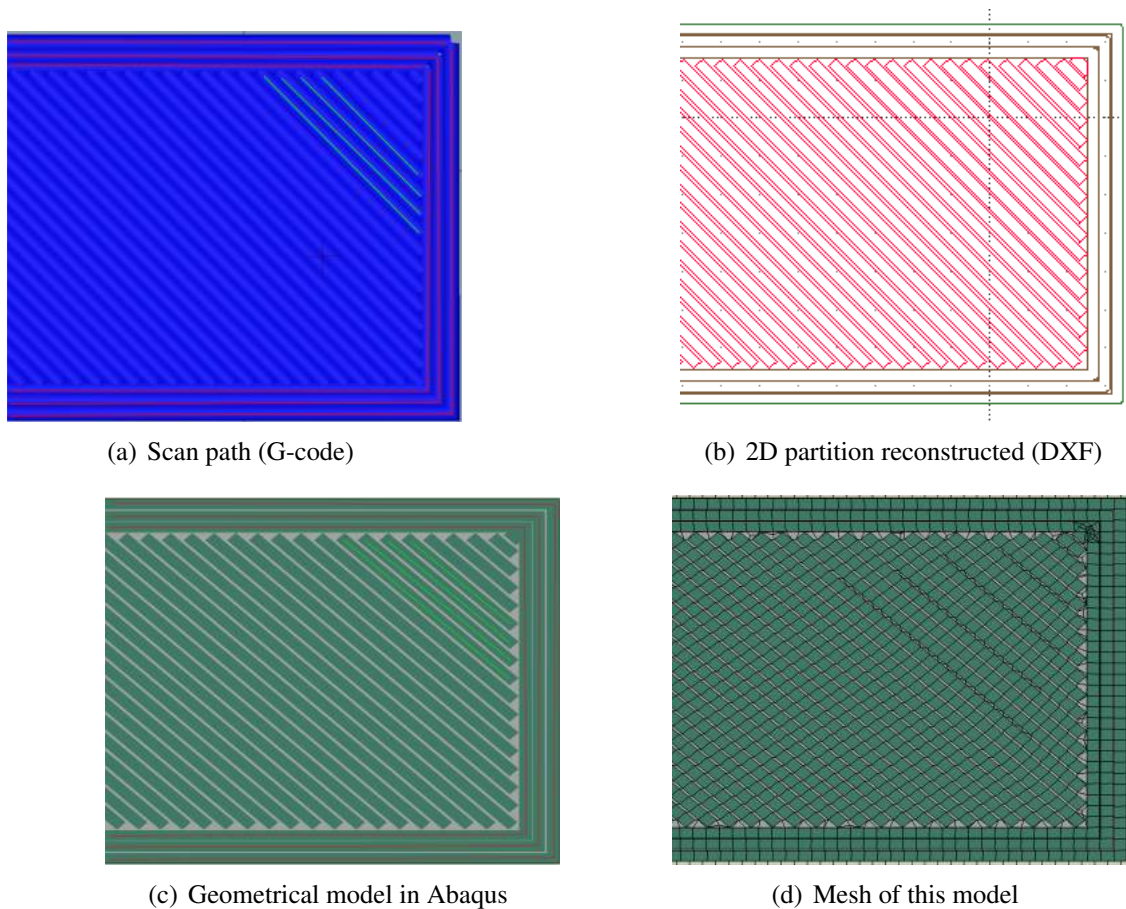 (a) Scan path (G-code)
(b) 2D partition reconstructed (DXF)
(c) Geometrical model in Abaqus
(d) Mesh of this model